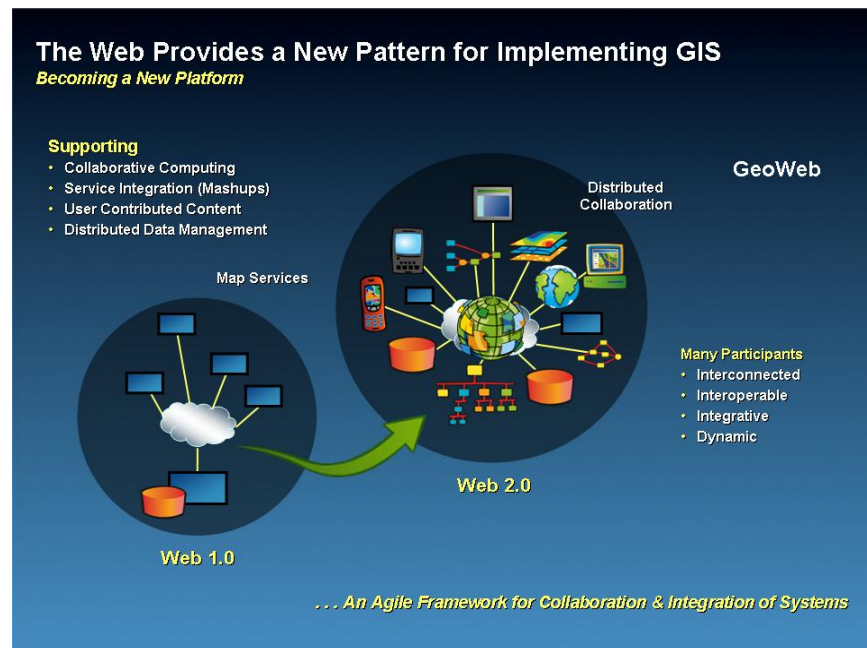 The Web Provides a New Pattern for Implementing GIS
Becoming a New Platform
Supporting
• Collaborative Computing
• Service Integration (Mashups)
• User Contributed Content
• Distributed Data Management
GeoWeb
Distributed
Collaboration
Map Services
Many Participants
• Interconnected
• Interoperable
• Integrative
• Dynamic
Web 2.0
Web 1.0
. . . An Agile Framework for Collaboration & Integration of Systems